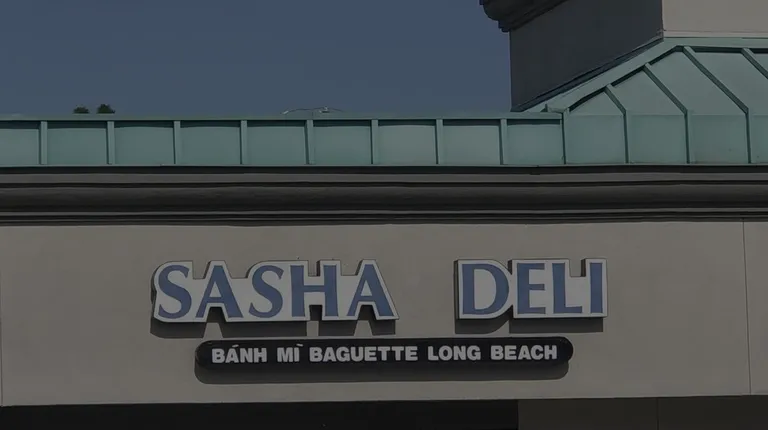 SASHA DELI
BÁNH MÌ BAGUETTE LONG BEACH